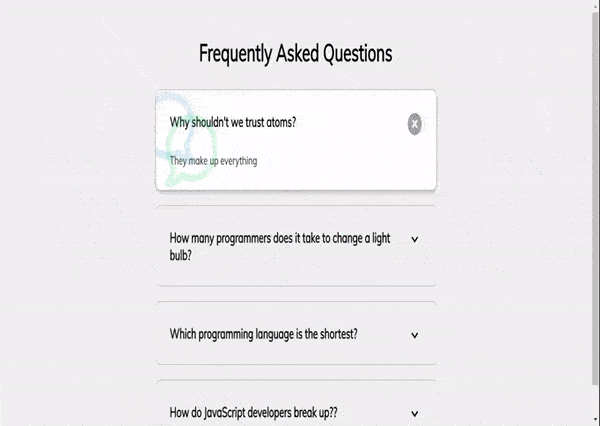 Frequently Asked Questions
Why shouldn't we trust atoms?
They make up everything
How many programmers does it take to change a light
bulb?
Which programming language is the shortest?
How do JavaScript developers break up??